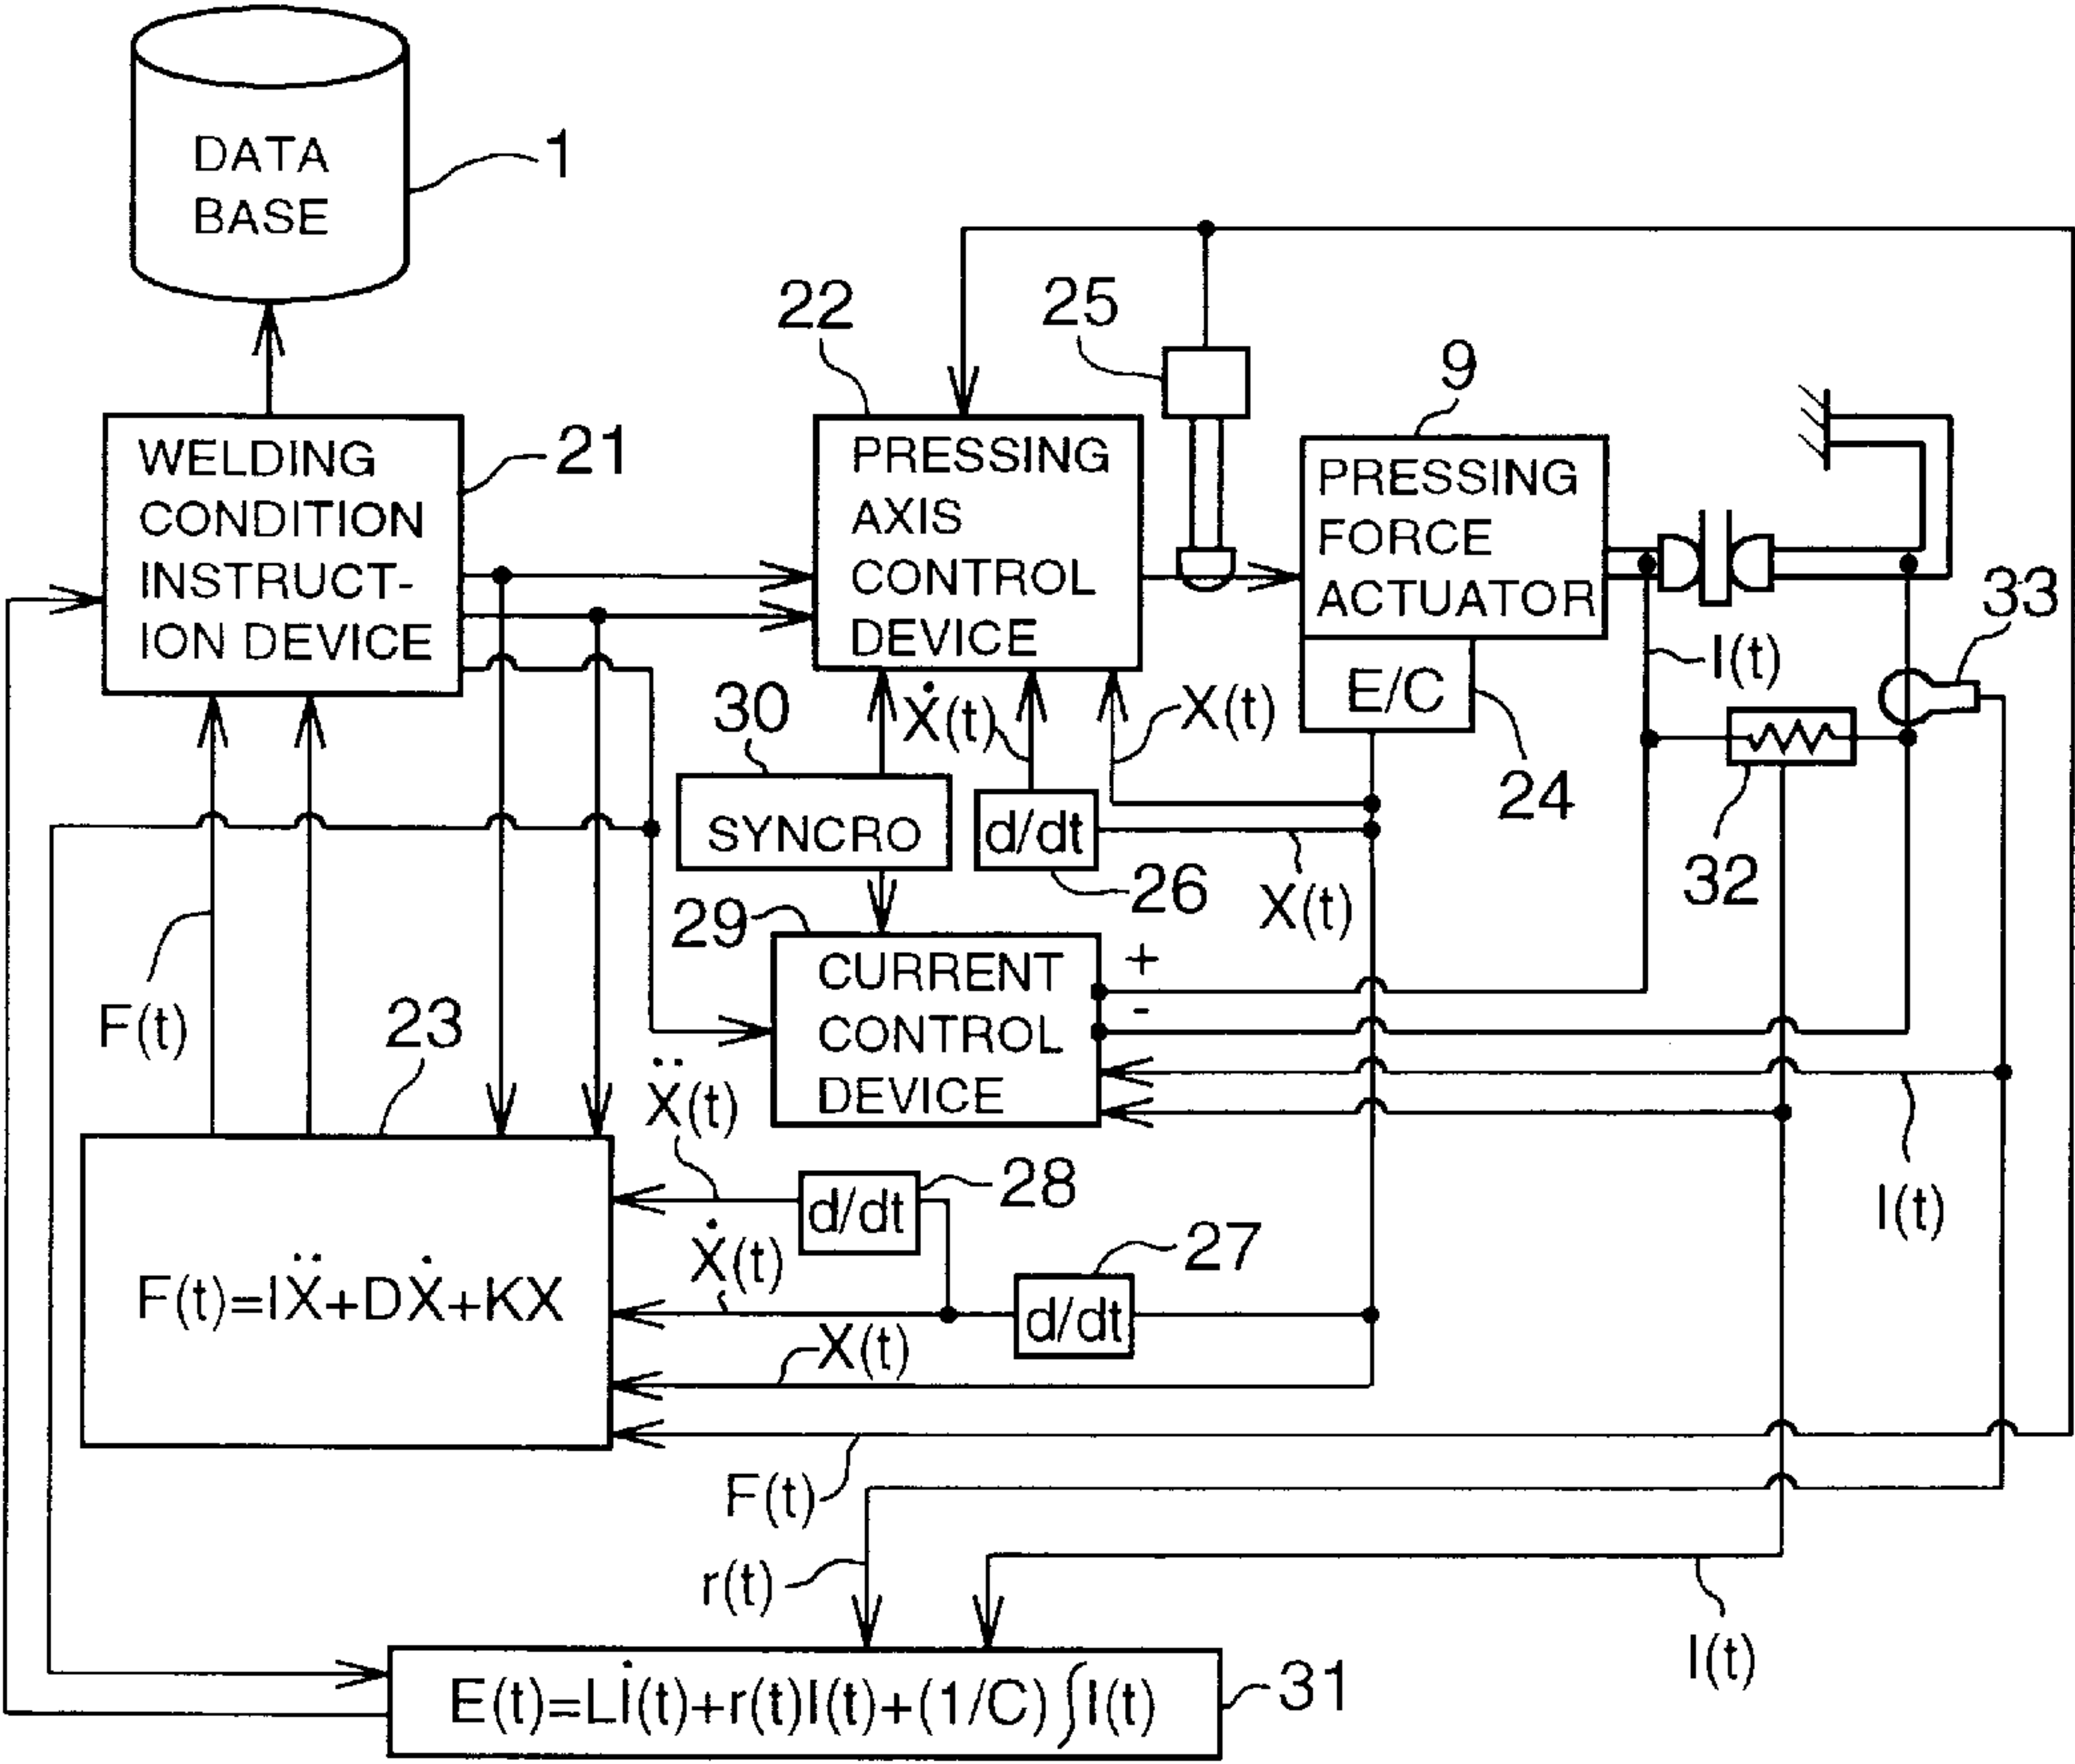 DATA
BASE
1
22
25
9
WELDING
CONDITION
INSTRUCT-
ION DEVICE
21
PRESSING
AXIS
CONTROL
DEVICE
PRESSING
FORCE
ACTUATOR
33
E/C
I(t)
30
Ẋ(t)
X(t)
24
SYNCRO
d/dt
32
26
X(t)
29
CURRENT
CONTROL
DEVICE
+
-
F(t)
23
Ẍ(t)
28
d/dt
I(t)
Ẋ(t)
27
d/dt
F(t)=IẌ+DẊ+KX
X(t)
F(t)
r(t)
I(t)
E(t)=Li̇(t)+r(t)I(t)+(1/C)∫I(t)
31